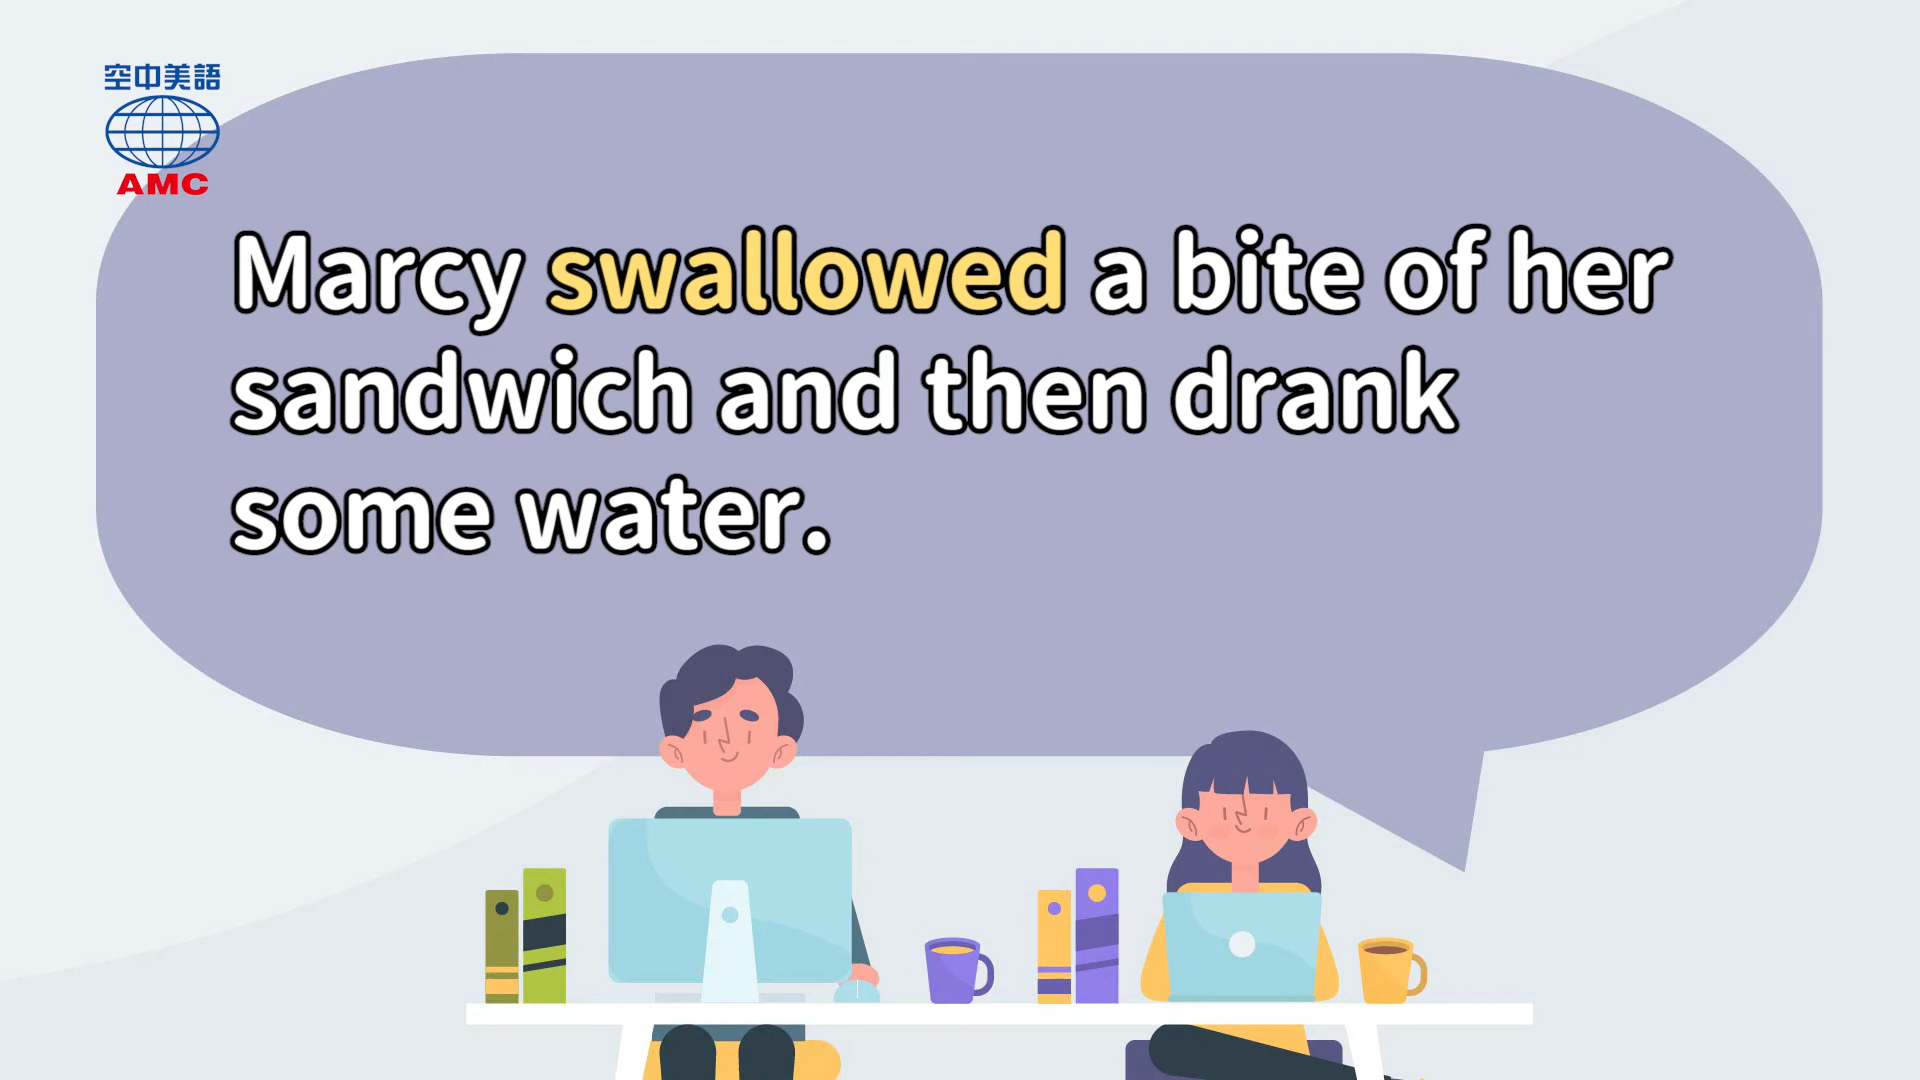 空中美語
AMC
Marcy swallowed a bite of her
sandwich and then drank
some water.